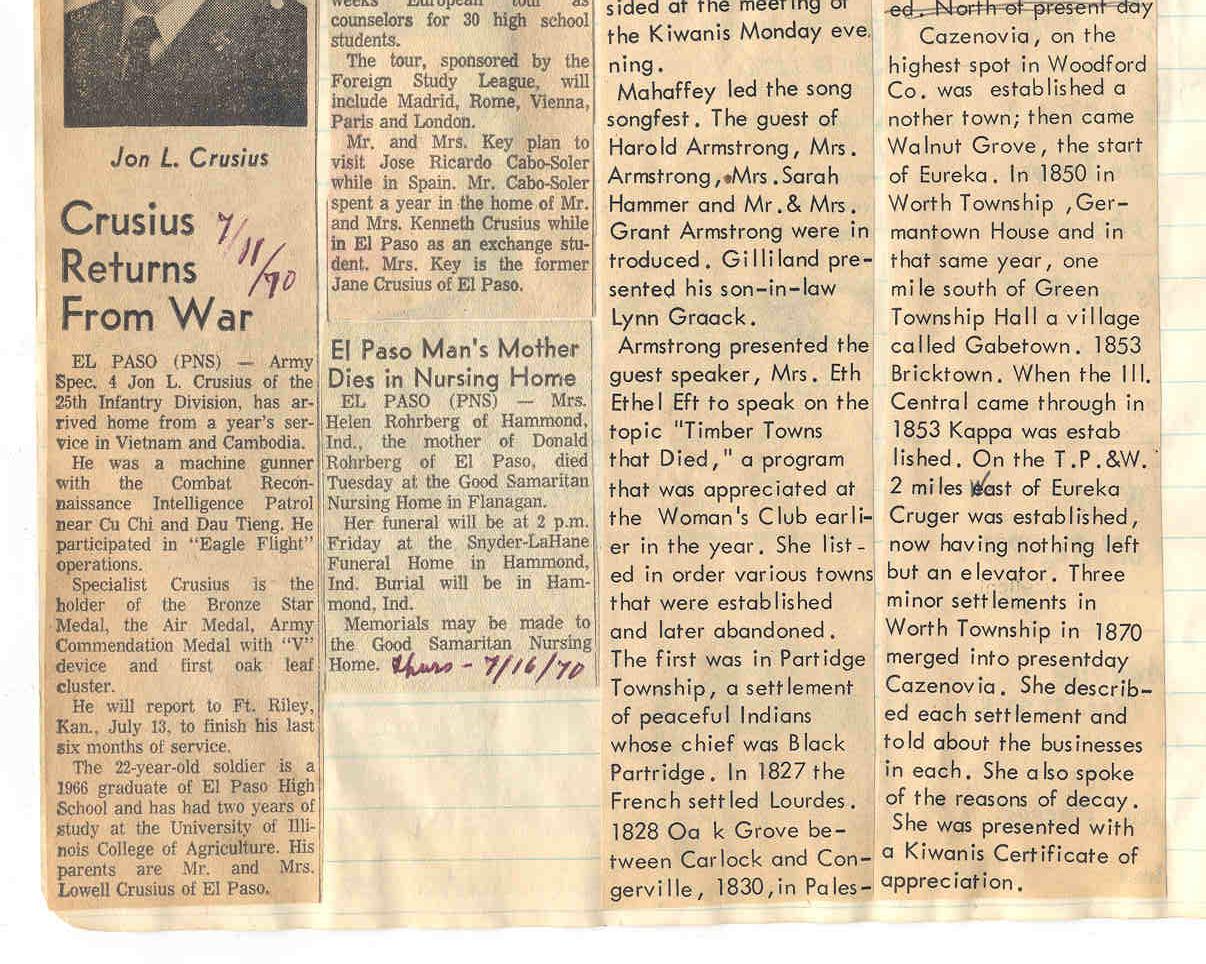 Jon L. Crusius
Crusius
Returns
From War
7/11/70
EL PASO (PNS) — Army
Spec. 4 Jon L. Crusius of the
25th Infantry Division, has ar-
rived home from a year's ser-
vice in Vietnam and Cambodia.
He was a machine gunner
with the Combat Recon-
naissance Intelligence Patrol
near Cu Chi and Dau Tieng. He
participated in "Eagle Flight"
operations.
Specialist Crusius is the
holder of the Bronze Star
Medal, the Air Medal, Army
Commendation Medal with "V"
device and first oak leaf
cluster.
He will report to Ft. Riley,
Kan., July 13, to finish his last
six months of service.
The 22-year-old soldier is a
1966 graduate of El Paso High
School and has had two years of
study at the University of Illi-
nois College of Agriculture. His
parents are Mr. and Mrs.
Lowell Crusius of El Paso.
weeks European tour as
counselors for 30 high school
students.
The tour, sponsored by the
Foreign Study League, will
include Madrid, Rome, Vienna,
Paris and London.
Mr. and Mrs. Key plan to
visit Jose Ricardo Cabo-Soler
while in Spain. Mr. Cabo-Soler
spent a year in the home of Mr.
and Mrs. Kenneth Crusius while
in El Paso as an exchange stu-
dent. Mrs. Key is the former
Jane Crusius of El Paso.
El Paso Man's Mother
Dies in Nursing Home
EL PASO (PNS) — Mrs.
Helen Rohrberg of Hammond,
Ind., the mother of Donald
Rohrberg of El Paso, died
Tuesday at the Good Samaritan
Nursing Home in Flanagan.
Her funeral will be at 2 p.m.
Friday at the Snyder-LaHane
Funeral Home in Hammond,
Ind. Burial will be in Ham-
mond, Ind.
Memorials may be made to
the Good Samaritan Nursing
Home. Thurs - 7/16/70
sided at the meeting of
the Kiwanis Monday eve.
ning.
Mahaffey led the song
songfest. The guest of
Harold Armstrong, Mrs.
Armstrong, Mrs. Sarah
Hammer and Mr. & Mrs.
Grant Armstrong were in
troduced. Gilliland pre-
sented his son-in-law
Lynn Graack.
Armstrong presented the
guest speaker, Mrs. Eth
Ethel Eft to speak on the
topic "Timber Towns
that Died," a program
that was appreciated at
the Woman's Club earli-
er in the year. She list-
ed in order various towns
that were established
and later abandoned.
The first was in Partidge
Township, a settlement
of peaceful Indians
whose chief was Black
Partridge. In 1827 the
French settled Lourdes.
1828 Oa k Grove be-
tween Carlock and Con-
gerville, 1830, in Pales-
ed. North of present day
Cazenovia, on the
highest spot in Woodford
Co. was established a
nother town; then came
Walnut Grove, the start
of Eureka. In 1850 in
Worth Township , Ger-
mantown House and in
that same year, one
mile south of Green
Township Hall a village
called Gabetown. 1853
Bricktown. When the Ill.
Central came through in
1853 Kappa was estab
lished. On the T.P.&W.
2 miles East of Eureka
Cruger was established,
now having nothing left
but an elevator. Three
minor settlements in
Worth Township in 1870
merged into presentday
Cazenovia. She describ-
ed each settlement and
told about the businesses
in each. She also spoke
of the reasons of decay.
She was presented with
a Kiwanis Certificate of
appreciation.